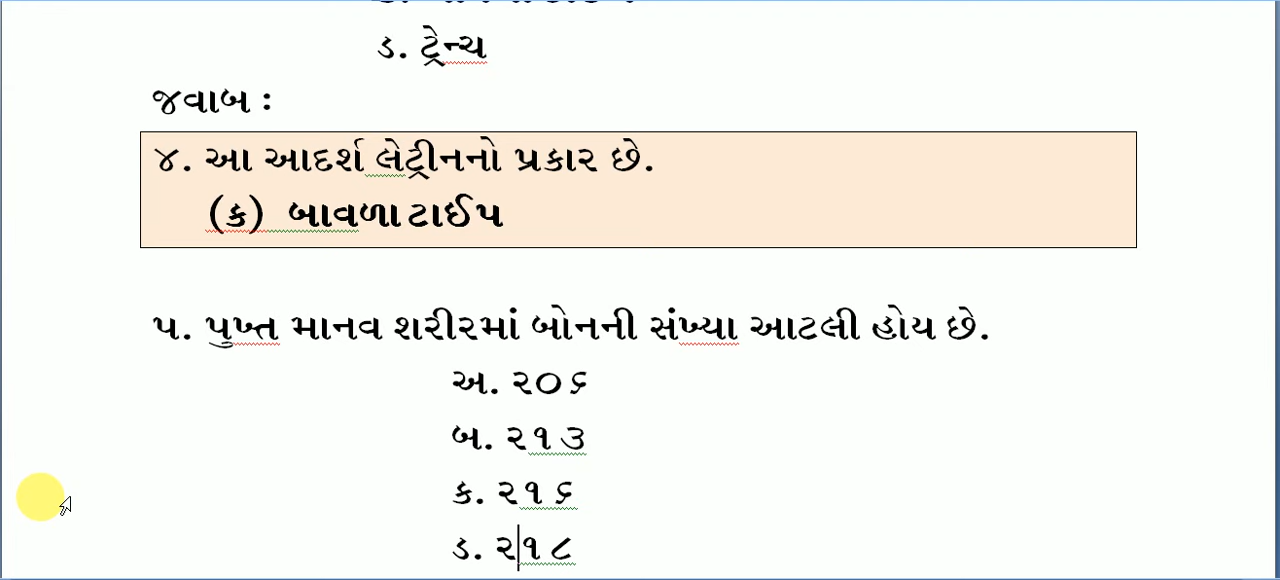 ડ. ટ્રેન્ચ
જવાબ :
૪. આ આદર્શ લેટ્રીનનો પ્રકાર છે.
(ક) બાવળા ટાઈપ
૫. પુખ્ત માનવ શરીરમાં બોનની સંખ્યા આટલી હોય છે.
અ. ૨૦૬
બ. ૨૧૩
ક. ૨૧૬
ડ. ૨૧૮